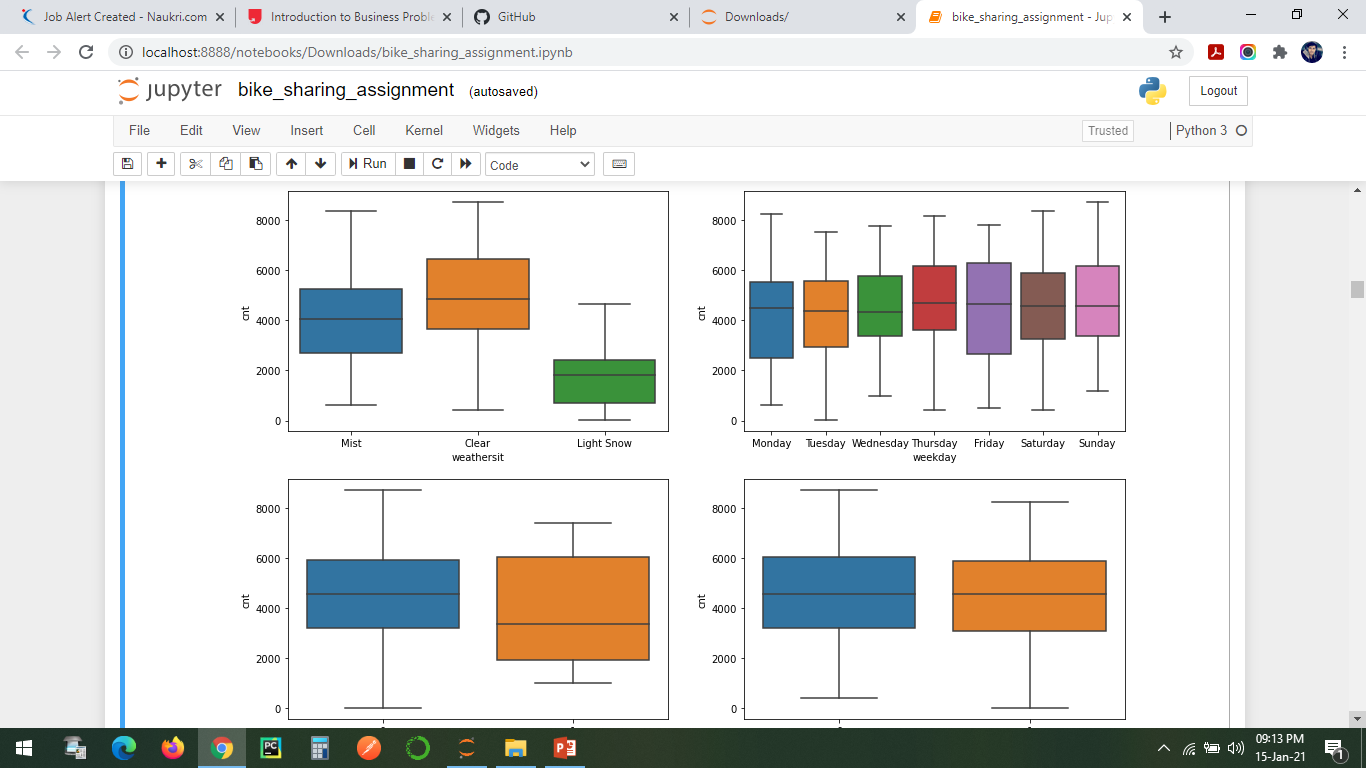 Job Alert Created - Naukri.com
Introduction to Business Proble
GitHub
Downloads/
bike_sharing_assignment - Jup
localhost:8888/notebooks/Downloads/bike_sharing_assignment.ipynb
jupyter bike_sharing_assignment (autosaved)
Logout
File Edit View Insert Cell Kernel Widgets Help
Trusted
Python 3
Run
Code
8000
6000
4000
2000
0
cnt
Mist Clear Light Snow
weathersit
8000
6000
4000
2000
0
cnt
Monday Tuesday Wednesday Thursday Friday Saturday Sunday
weekday
8000
6000
4000
2000
0
cnt
8000
6000
4000
2000
0
cnt
PC
P
09:13 PM
15-Jan-21
1